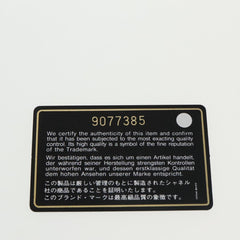 9077385
We certify the authenticity of this item and confirm
that it has been subjected to the most exacting quality
control. Its high quality is a symbol of the fine reputation
of the Trademark.
Wir bestätigen, dass es sich um einen Artikel handelt,
der während seiner Herstellung strengsten Kontrollen
unterworfen war, und dessen erstklassige Qualität
dem hohen Ansehen unserer Marke entspricht.
この製品は厳しい管理のもとに製造されたシャネル
社の商品であることを証明します。
このブランド・マークは最高級品質の象徴です。